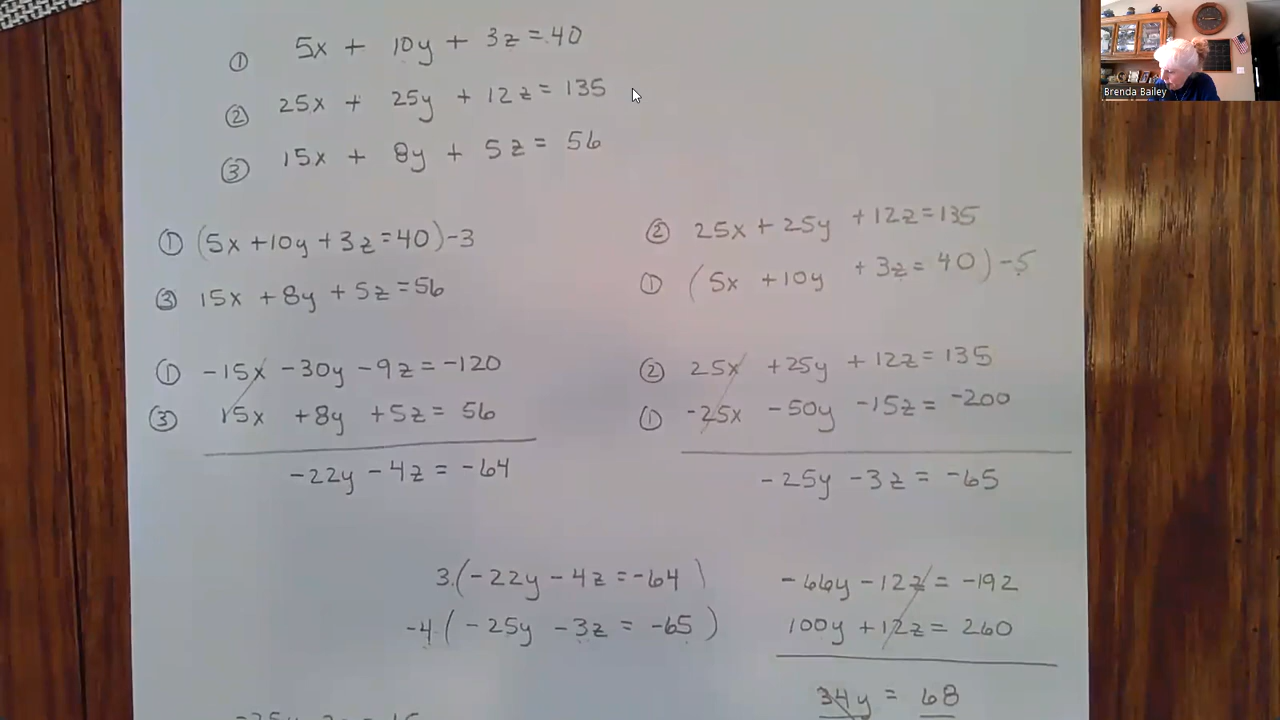 ① 5x + 10y + 3z = 40
② 25x + 25y + 12z = 135
③ 15x + 8y + 5z = 56
① (5x + 10y + 3z = 40) -3
③ 15x + 8y + 5z = 56
① -15x - 30y - 9z = -120
③ 15x + 8y + 5z = 56
-22y - 4z = -64
② 25x + 25y + 12z = 135
① (5x + 10y + 3z = 40) -5
② 25x + 25y + 12z = 135
① -25x - 50y - 15z = -200
-25y - 3z = -65
3 (-22y - 4z = -64)
-4 (-25y - 3z = -65)
-66y - 12z = -192
100y + 12z = 260
34y = 68
Brenda Bailey